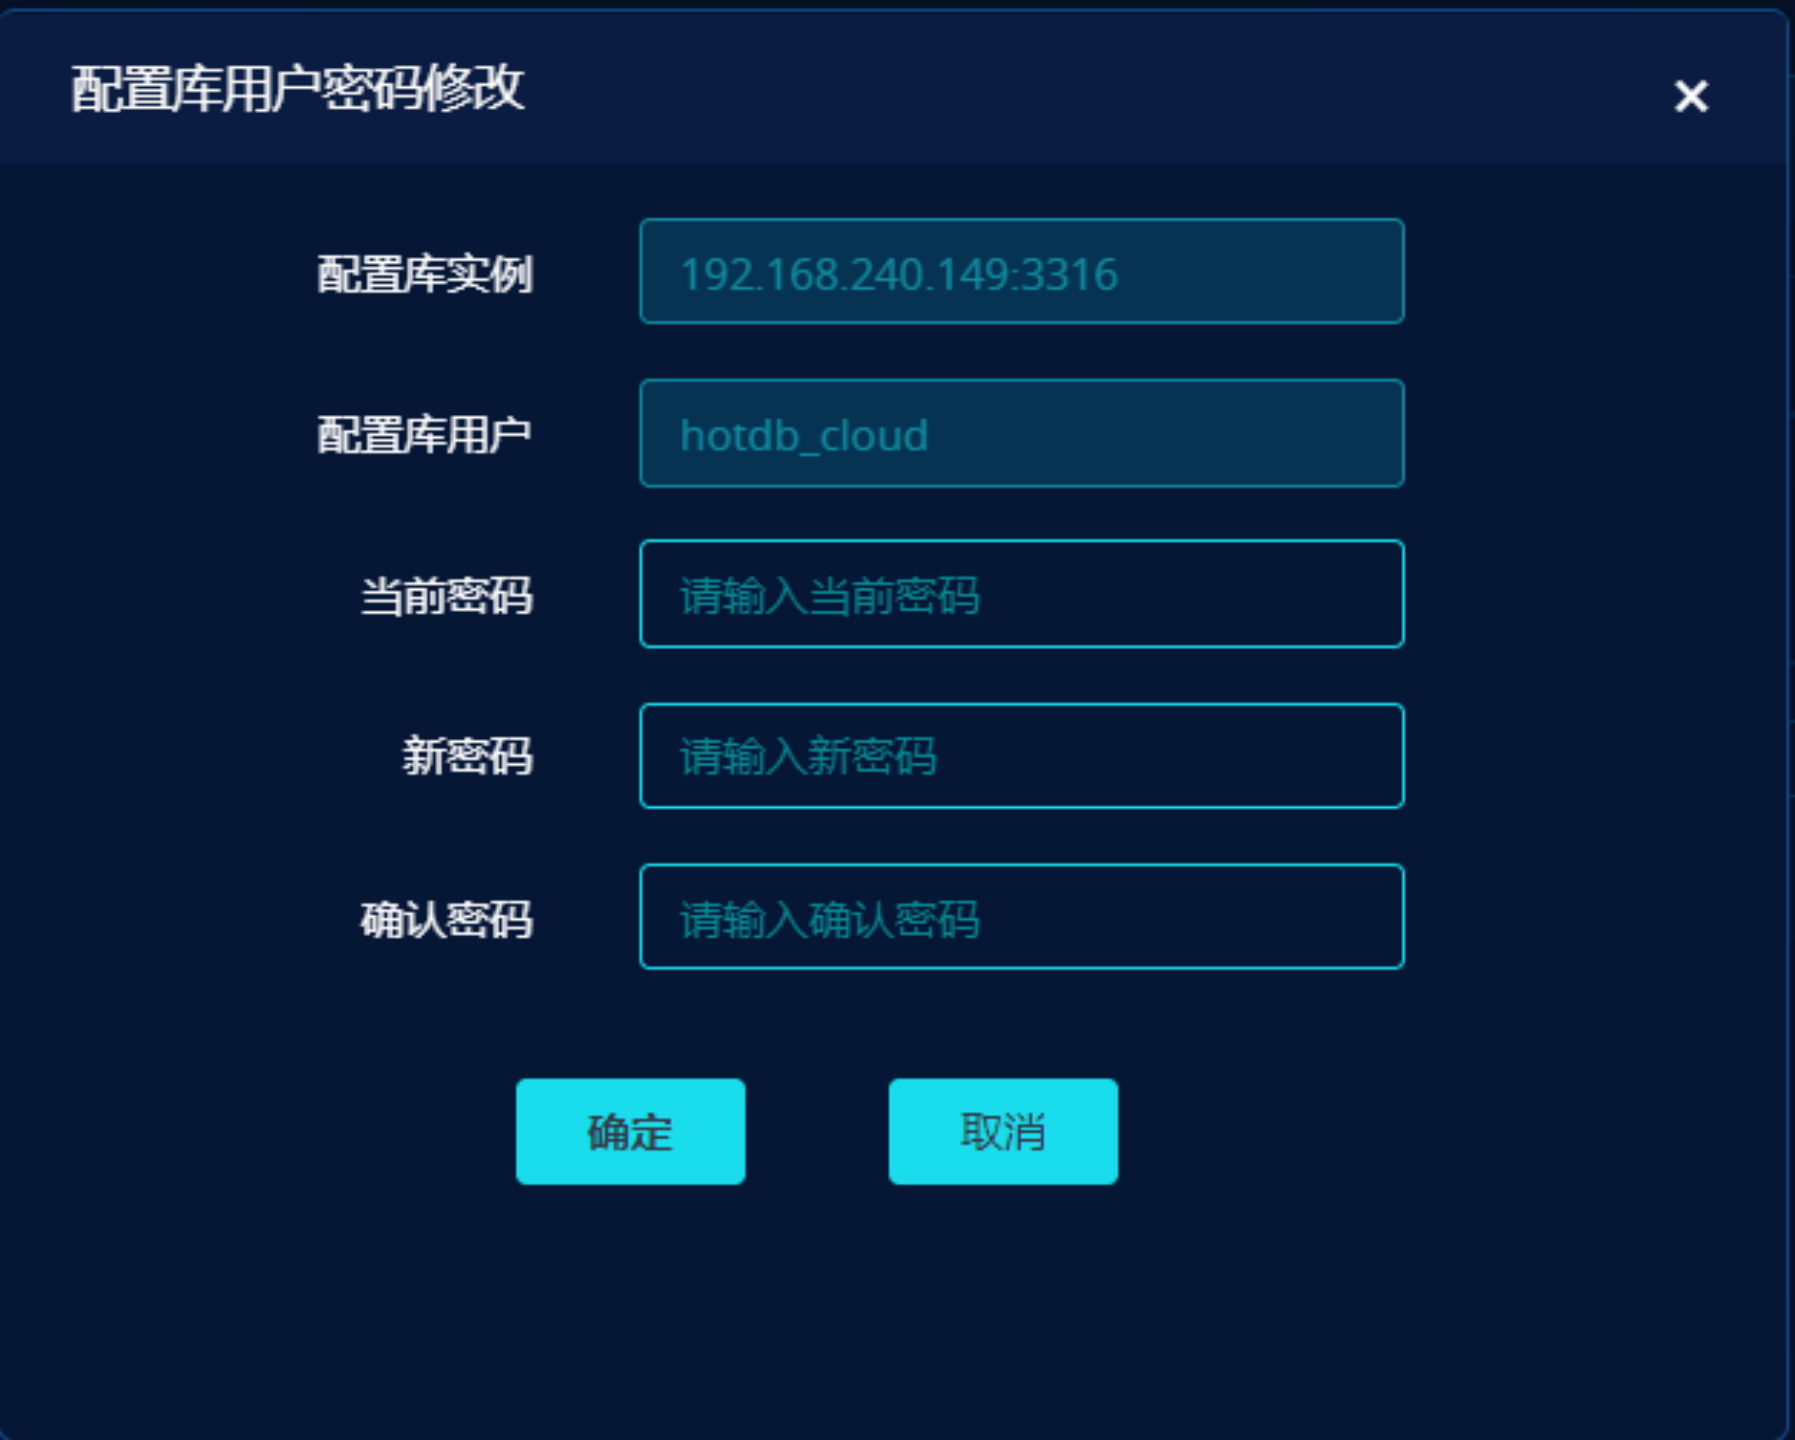 配置库用户密码修改
配置库实例 192.168.240.149:3316
配置库用户 hotdb_cloud
当前密码 请输入当前密码
新密码 请输入新密码
确认密码 请输入确认密码
确定 取消